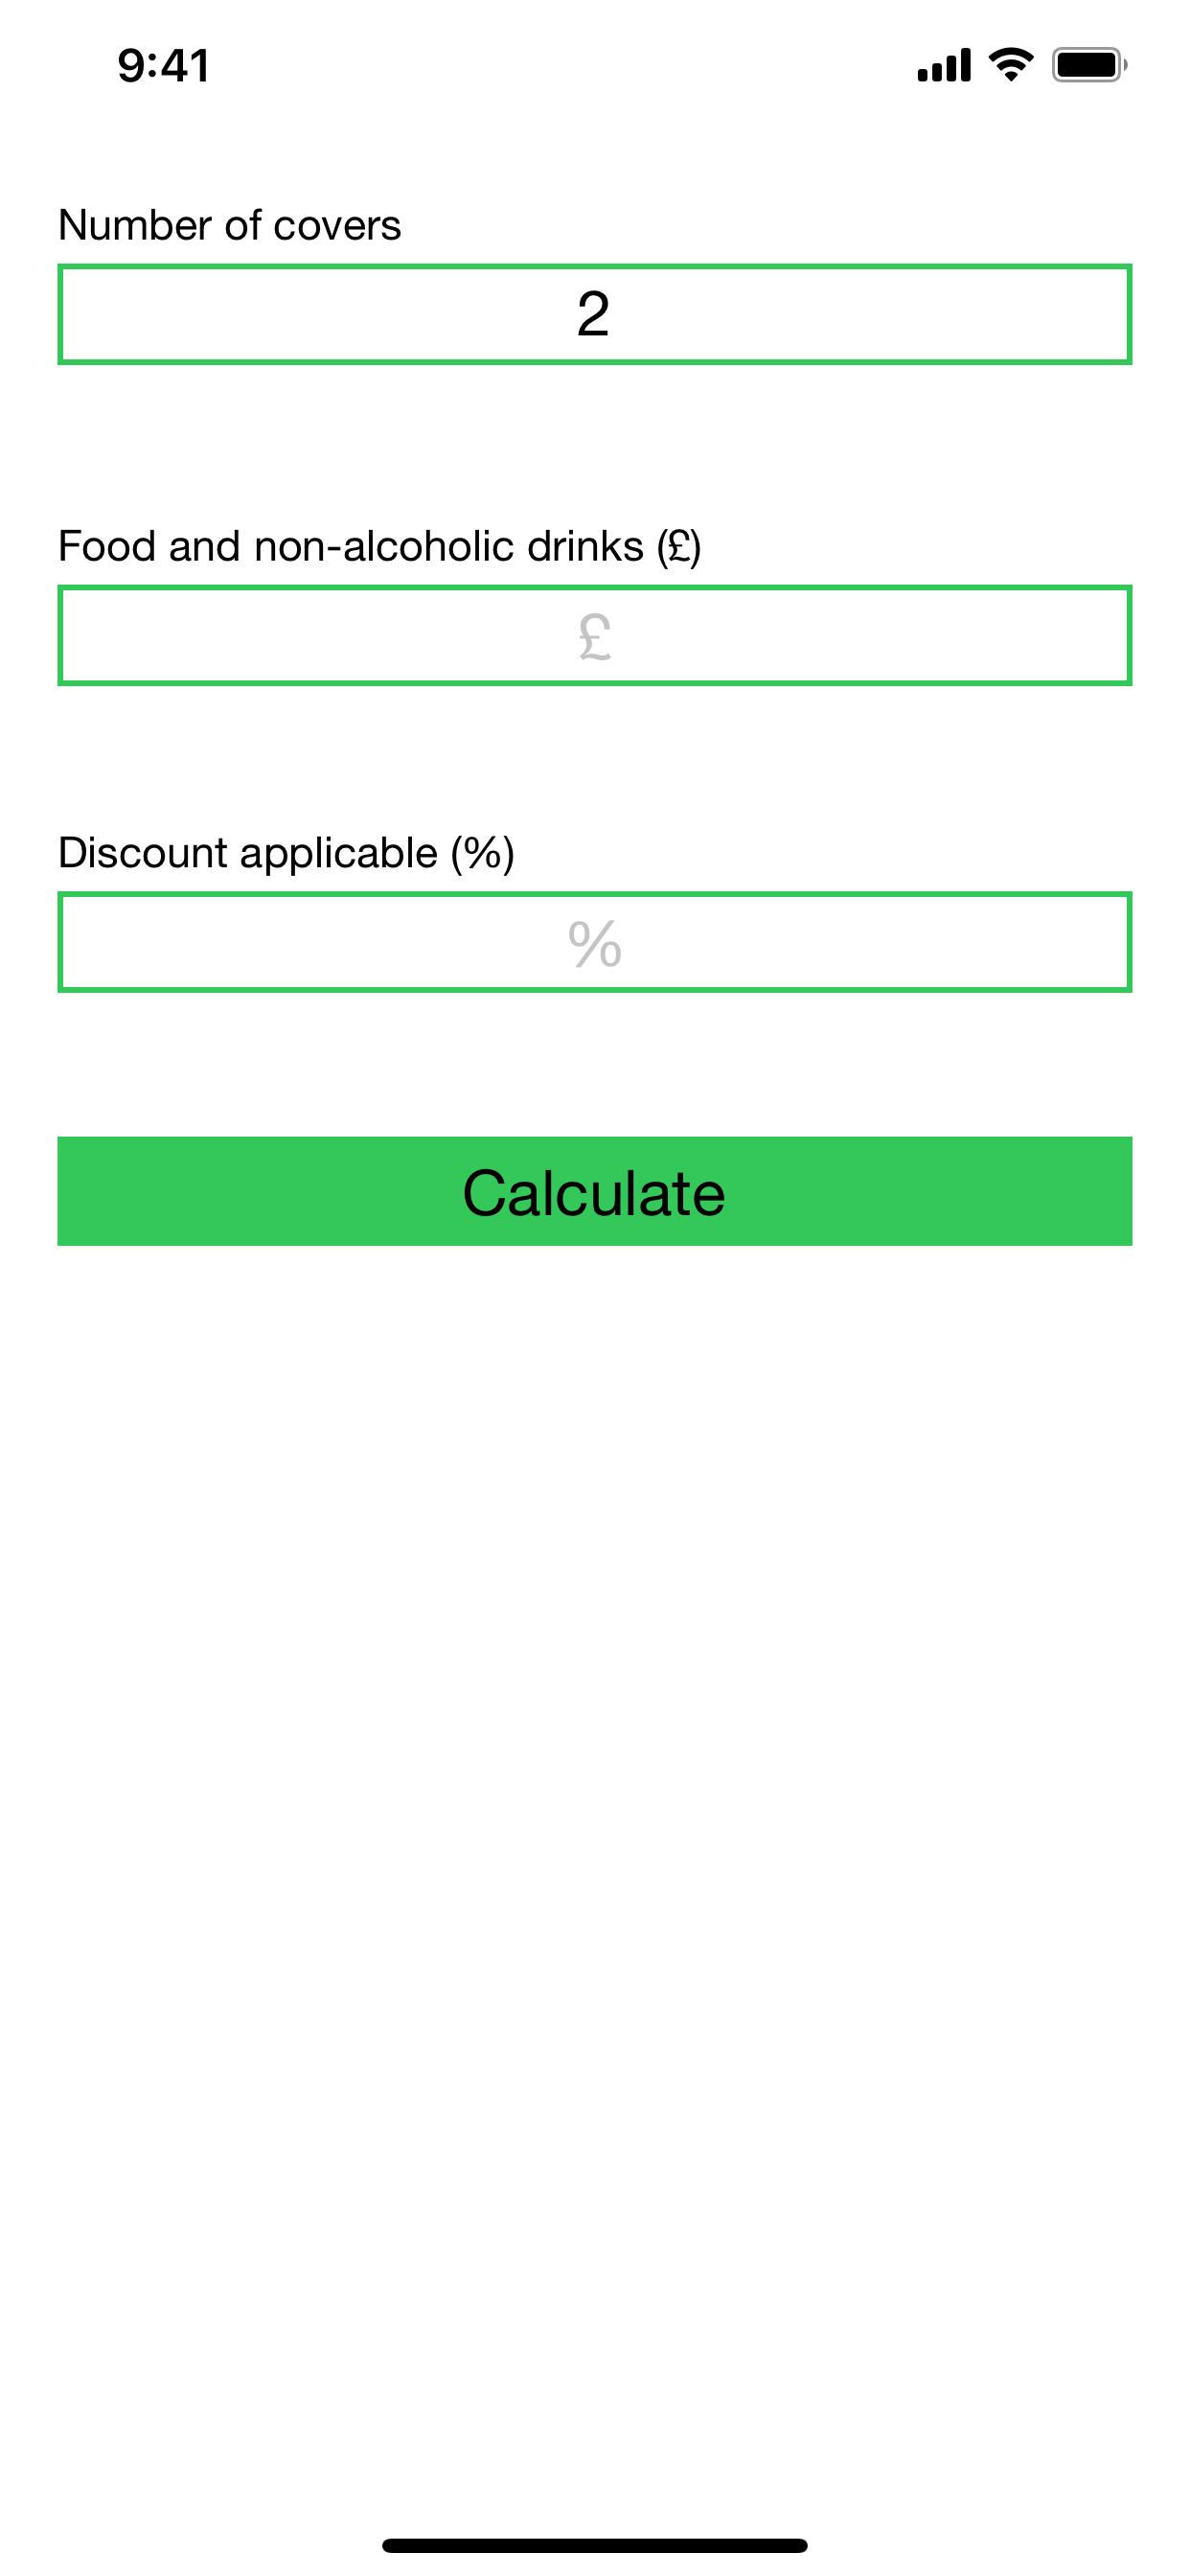 9:41
Number of covers
2
Food and non-alcoholic drinks (£)
£
Discount applicable (%)
%
Calculate